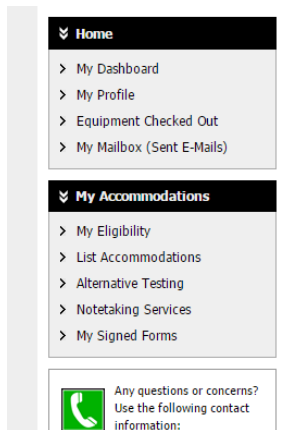 Home
My Dashboard
My Profile
Equipment Checked Out
My Mailbox (Sent E-Mails)
My Accommodations
My Eligibility
List Accommodations
Alternative Testing
Notetaking Services
My Signed Forms
Any questions or concerns?
Use the following contact
information: